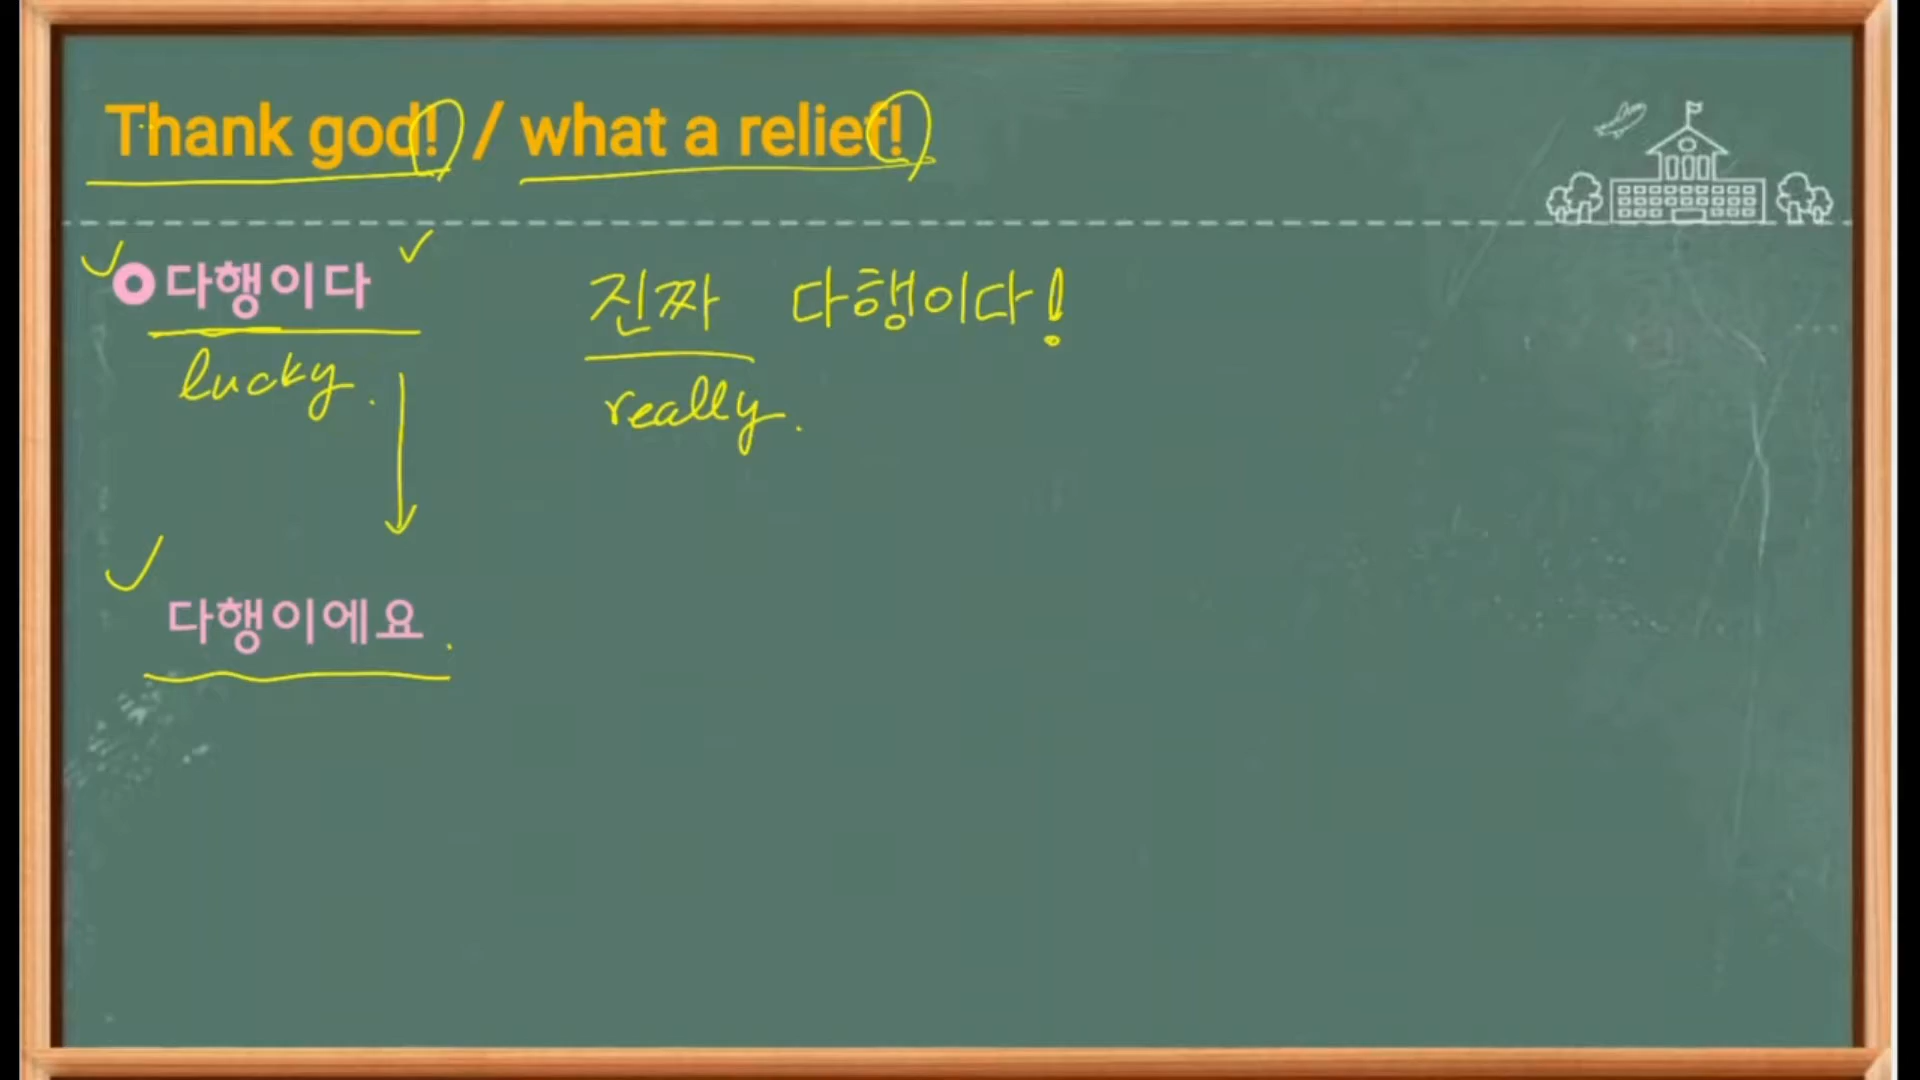 Thank god! / what a relief!
다행이다
진짜 다행이다!
lucky.
really.
다행이에요.